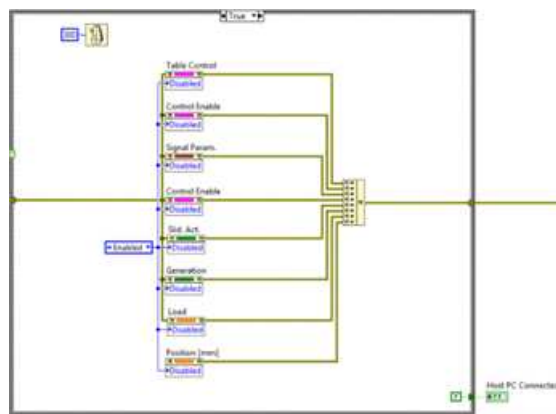 True
Table Control
Disabled
Control Enable
Disabled
Signal Param.
Disabled
Control Enable
Disabled
Sist. Act.
Enabled
Disabled
Generation
Disabled
Load
Disabled
Position [mm]
Disabled
Host PC Connected